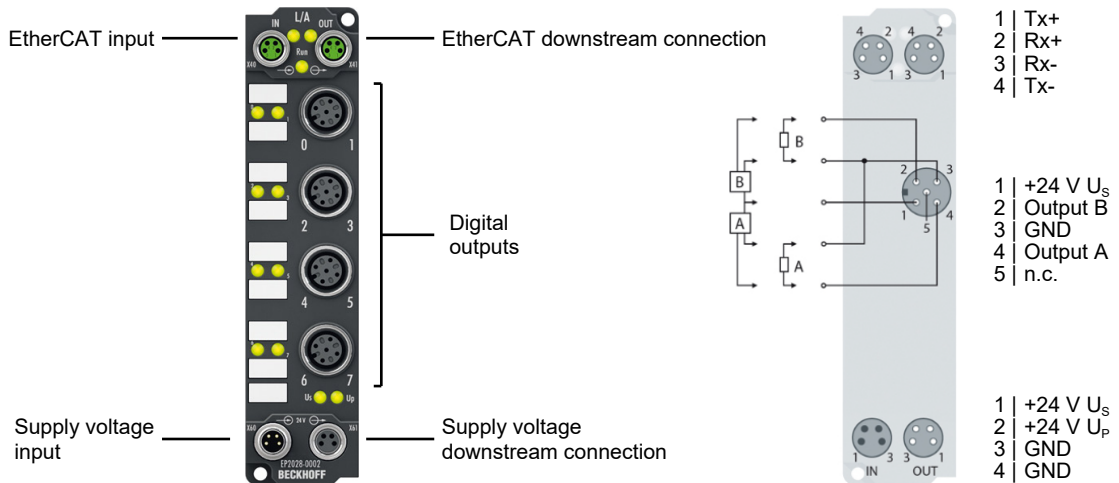 EtherCAT input
EtherCAT downstream connection
L/A
IN
OUT
Run
X40
X41
0 1
2 3
4 5
6 7
Digital
outputs
Us
Up
24 V
X60
X61
EP2028-0002
BECKHOFF
Supply voltage
input
Supply voltage
downstream connection
4 2 4 2
3 1 3 1
1 | Tx+
2 | Rx+
3 | Rx-
4 | Tx-
B
B
A
A
2 3
1 4
5
1 | +24 V Us
2 | Output B
3 | GND
4 | Output A
5 | n.c.
1 3 3 1
IN OUT
1 | +24 V Us
2 | +24 V UP
3 | GND
4 | GND